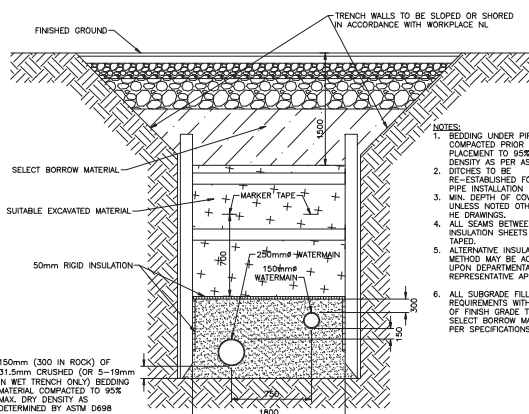 FINISHED GROUND
TRENCH WALLS TO BE SLOPED OR SHORED
IN ACCORDANCE WITH WORKPLACE NL
1500
SELECT BORROW MATERIAL
MARKER TAPE
SUITABLE EXCAVATED MATERIAL
700
250mmø WATERMAIN
150mmø
WATERMAIN
50mm RIGID INSULATION
300
150
750
1800
150mm (300 IN ROCK) OF
31.5mm CRUSHED (OR 5-19mm
IN WET TRENCH ONLY) BEDDING
MATERIAL COMPACTED TO 95%
MAX. DRY DENSITY AS
DETERMINED BY ASTM D698
NOTES:
1. BEDDING UNDER PIP
COMPACTED PRIOR
PLACEMENT TO 95%
DENSITY AS PER AS
2. DITCHES TO BE
RE-ESTABLISHED FO
PIPE INSTALLATION
3. MIN. DEPTH OF COV
UNLESS NOTED OTH
HE DRAWINGS.
4. ALL SEAMS BETWEE
INSULATION SHEETS
TAPED.
5. ALTERNATIVE INSULA
METHOD MAY BE AC
UPON DEPARTMENTA
REPRESENTATIVE AP
6. ALL SUBGRADE FILL
REQUIREMENTS WITH
OF FINISH GRADE T
SELECT BORROW MA
PER SPECIFICATIONS